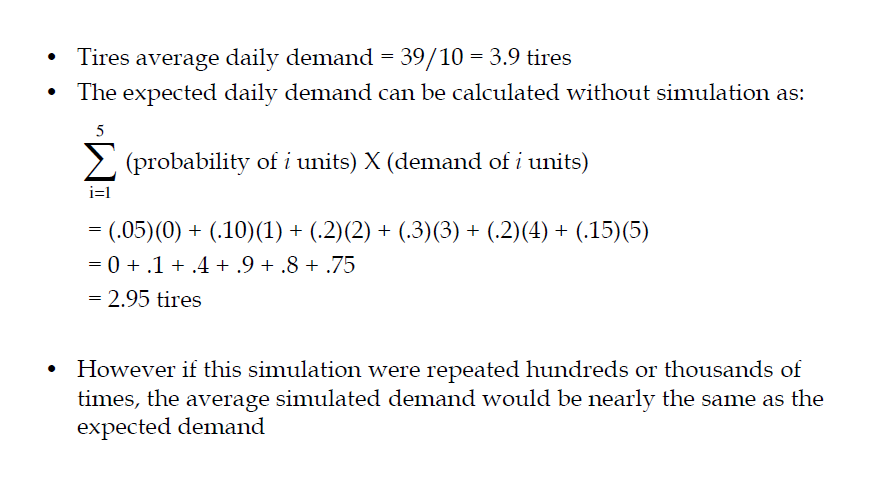 • Tires average daily demand = 39/10 = 3.9 tires
• The expected daily demand can be calculated without simulation as:
5
∑ (probability of i units) X (demand of i units)
i=1
= (.05)(0) + (.10)(1) + (.2)(2) + (.3)(3) + (.2)(4) + (.15)(5)
= 0 + .1 + .4 + .9 + .8 + .75
= 2.95 tires
• However if this simulation were repeated hundreds or thousands of
times, the average simulated demand would be nearly the same as the
expected demand